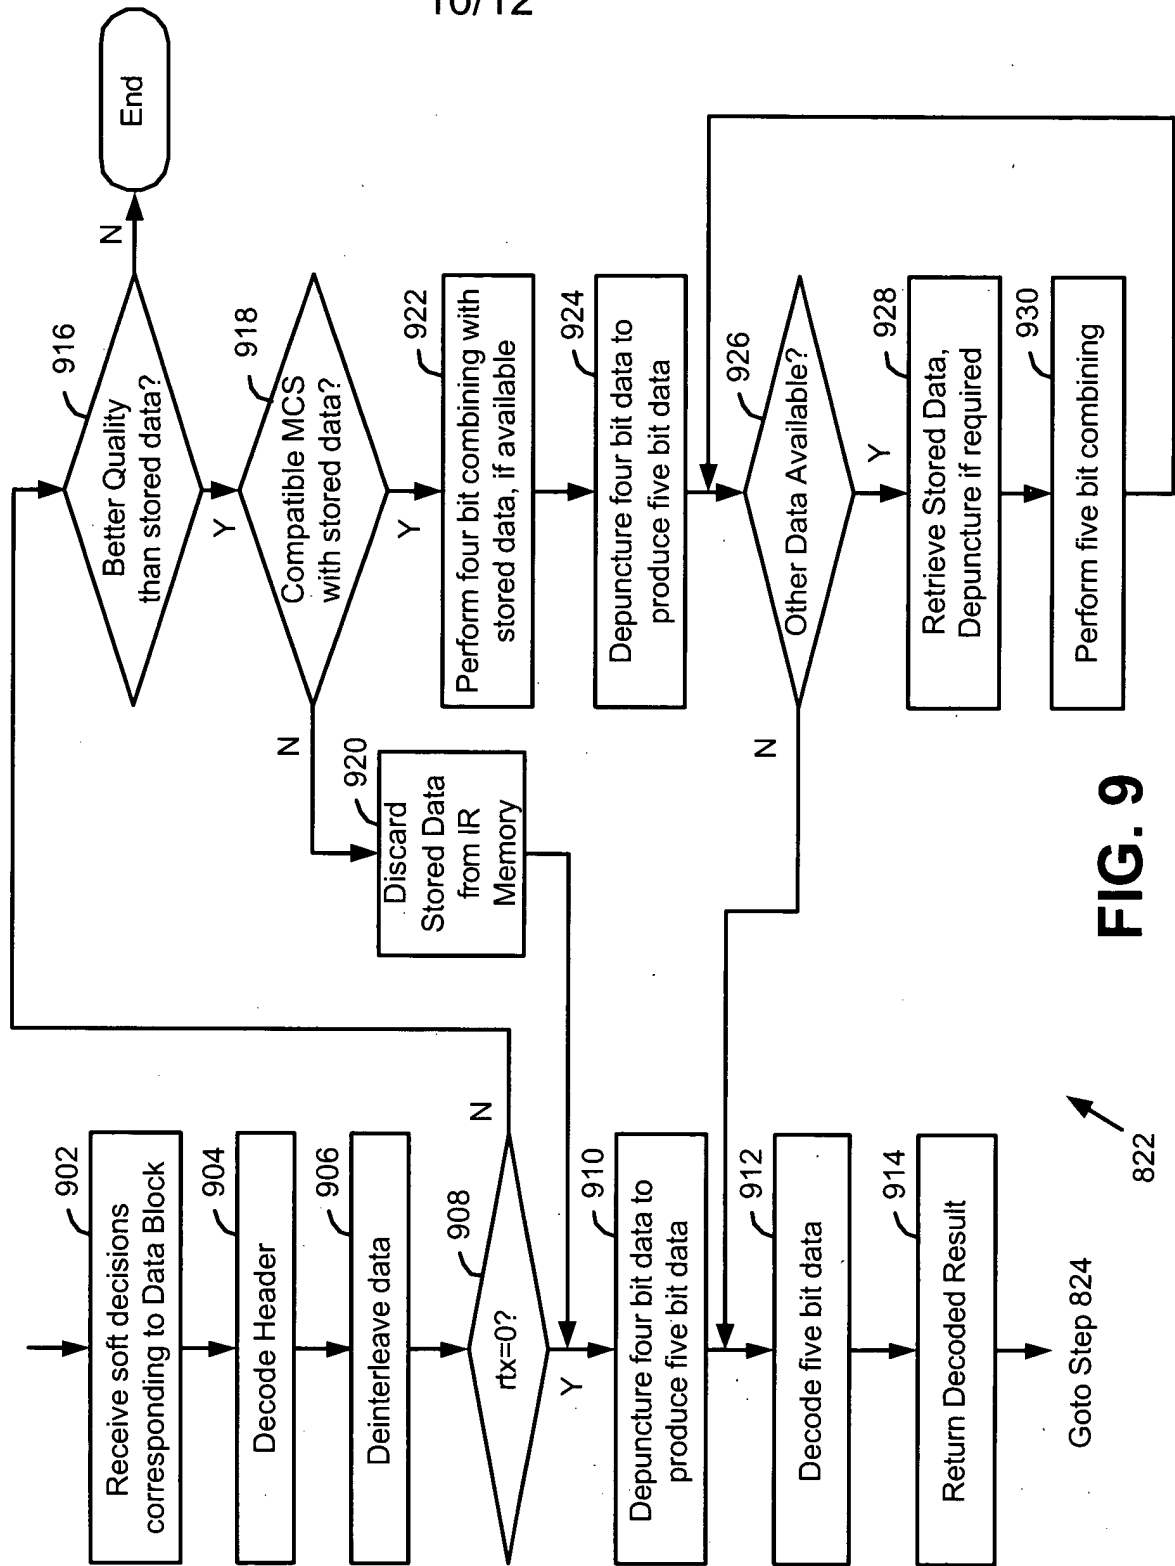 10/12
902
Receive soft decisions
corresponding to Data Block
904
Decode Header
906
Deinterleave data
908
rtx=0?
N
Y
910
Depuncture four bit data to
produce five bit data
912
Decode five bit data
914
Return Decoded Result
Goto Step 824
822
916
Better Quality
than stored data?
N
End
Y
918
Compatible MCS
with stored data?
N
920
Discard
Stored Data
from IR
Memory
Y
922
Perform four bit combining with
stored data, if available
924
Depuncture four bit data to
produce five bit data
926
Other Data Available?
N
Y
928
Retrieve Stored Data,
Depuncture if required
930
Perform five bit combining
FIG. 9